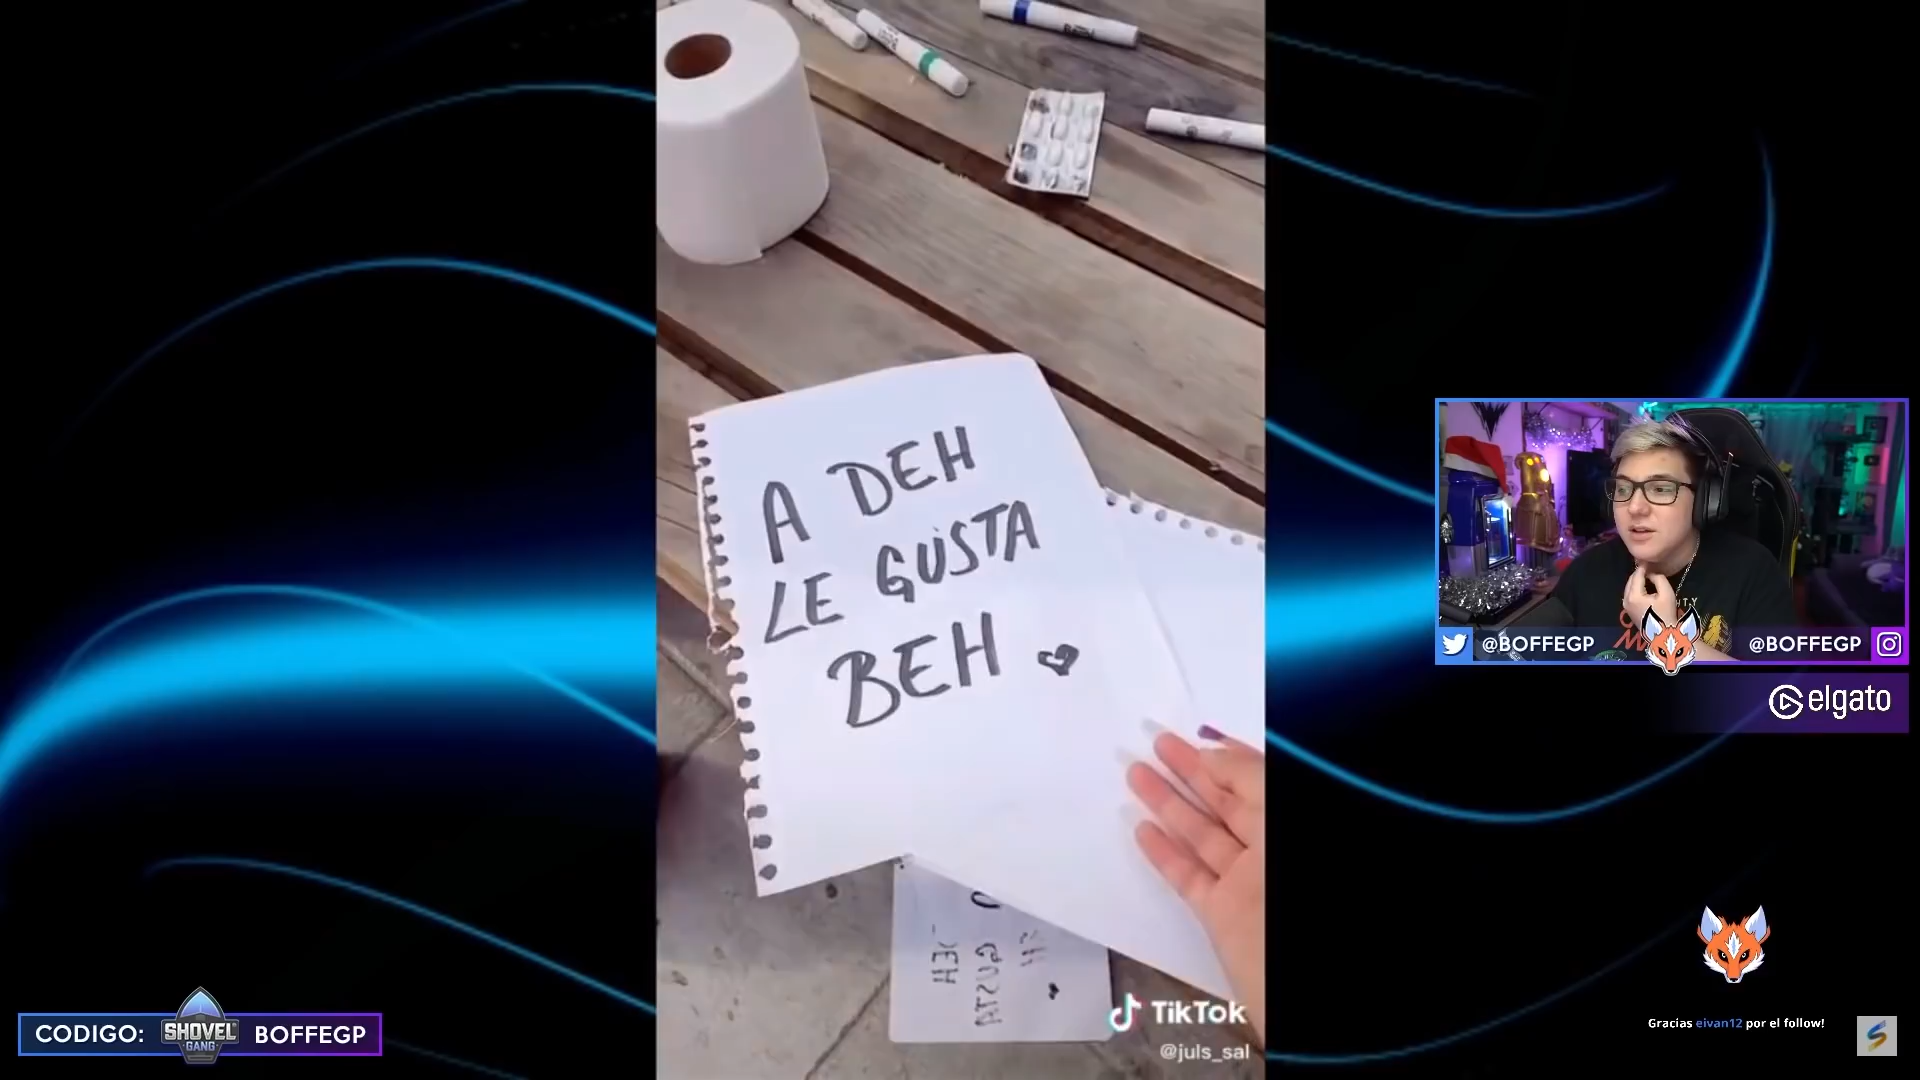 A DEH
LE GUSTA
BEH
@BOFFEGP
@BOFFEGP
elgato
TikTok
@juls_sal
CODIGO:
SHOVEL
GANG
BOFFEGP
Gracias eivan12 por el follow!